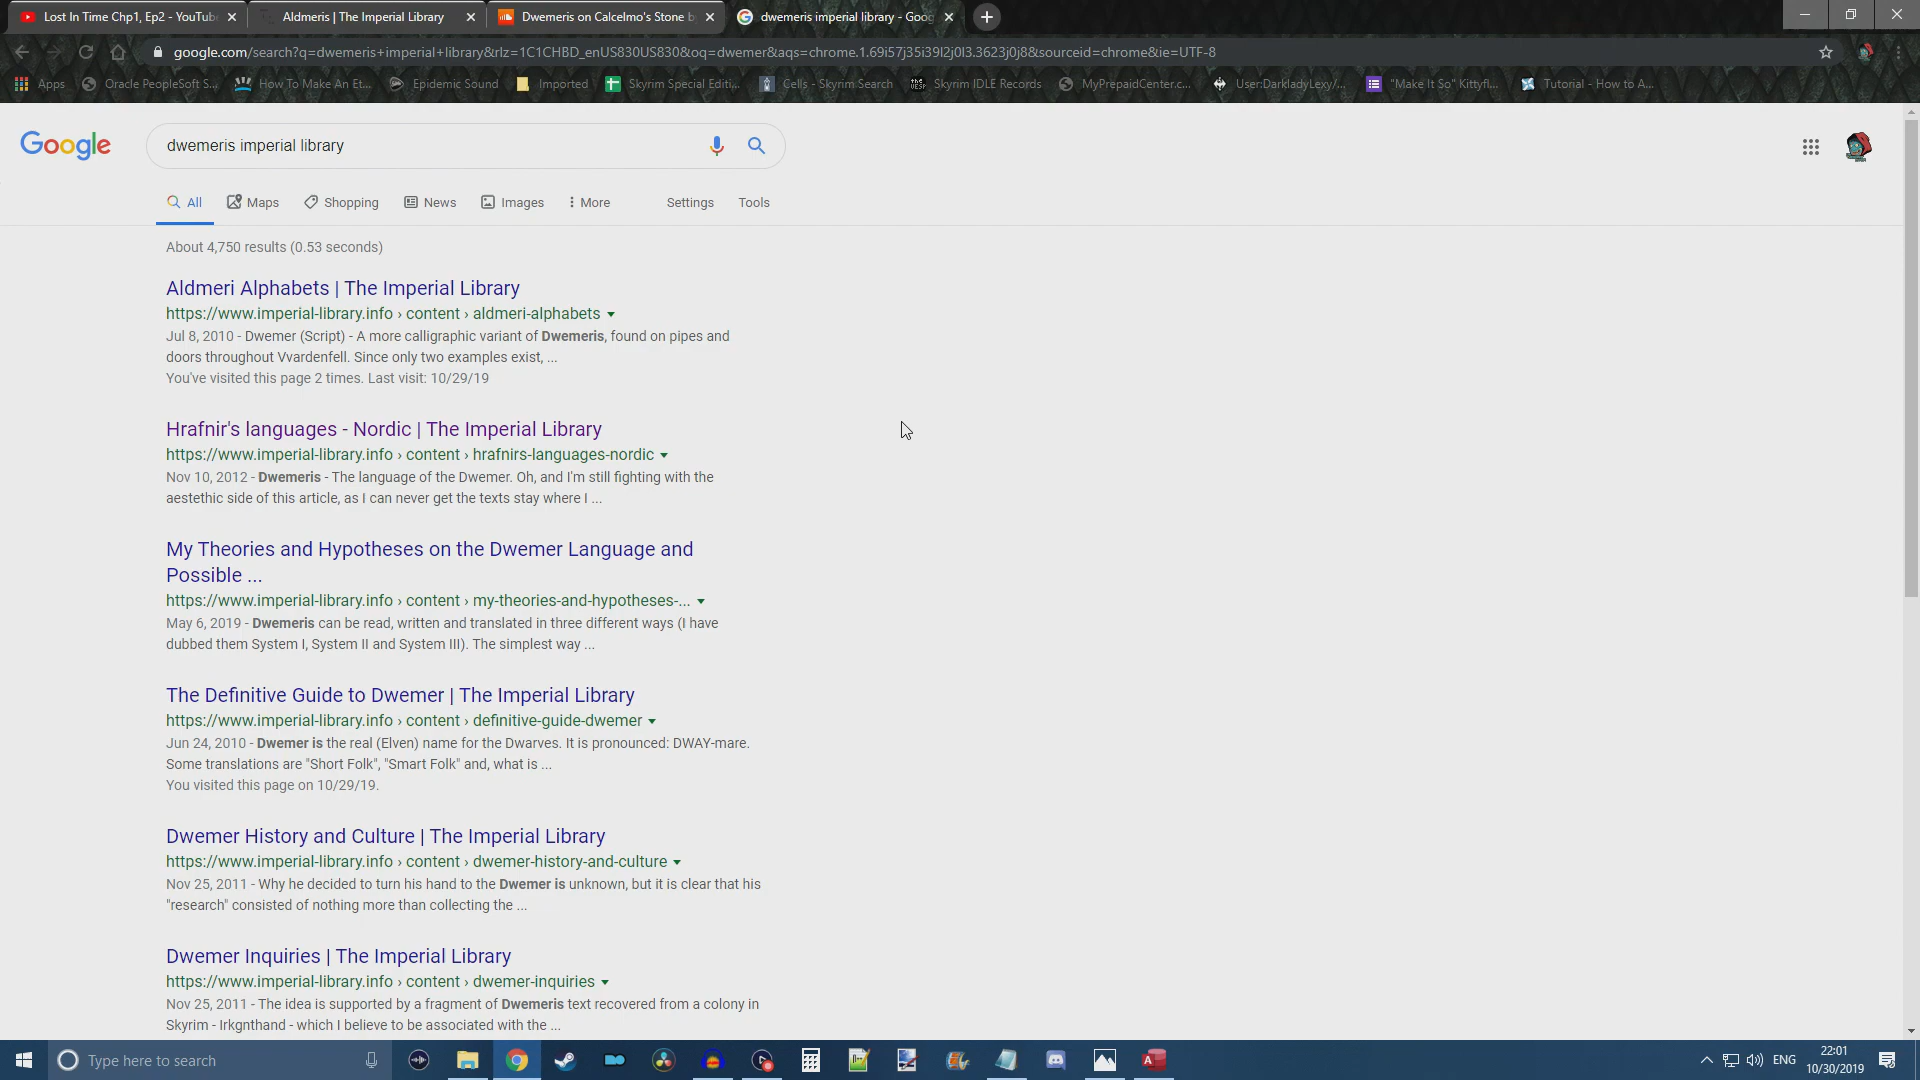 Lost In Time Chp1, Ep2 - YouTube
Aldmeris | The Imperial Library
Dwemeris on Calcelmo's Stone b
dwemeris imperial library - Goog
google.com/search?q=dwemeris+imperial+library&rlz=1C1CHBD_enUS830US830&oq=dwemer&aqs=chrome.1.69i57j35i39l2j0l3.3623j0j8&sourceid=chrome&ie=UTF-8
Apps
Oracle PeopleSoft S...
How To Make An Et...
Epidemic Sound
Imported
Skyrim Special Editi...
Cells - Skyrim Search
Skyrim IDLE Records
MyPrepaidCenter.c...
User:DarkladyLexy/...
"Make It So" Kittyfl...
Tutorial - How to A...
Google
dwemeris imperial library
All
Maps
Shopping
News
Images
More
Settings
Tools
About 4,750 results (0.53 seconds)
Aldmeri Alphabets | The Imperial Library
https://www.imperial-library.info › content › aldmeri-alphabets
Jul 8, 2010 - Dwemer (Script) - A more calligraphic variant of Dwemeris, found on pipes and
doors throughout Vvardenfell. Since only two examples exist, ...
You've visited this page 2 times. Last visit: 10/29/19
Hrafnir's languages - Nordic | The Imperial Library
https://www.imperial-library.info › content › hrafnirs-languages-nordic
Nov 10, 2012 - Dwemeris - The language of the Dwemer. Oh, and I'm still fighting with the
aestethic side of this article, as I can never get the texts stay where I ...
My Theories and Hypotheses on the Dwemer Language and
Possible ...
https://www.imperial-library.info › content › my-theories-and-hypotheses-...
May 6, 2019 - Dwemeris can be read, written and translated in three different ways (I have
dubbed them System I, System II and System III). The simplest way ...
The Definitive Guide to Dwemer | The Imperial Library
https://www.imperial-library.info › content › definitive-guide-dwemer
Jun 24, 2010 - Dwemer is the real (Elven) name for the Dwarves. It is pronounced: DWAY-mare.
Some translations are "Short Folk", "Smart Folk" and, what is ...
You visited this page on 10/29/19.
Dwemer History and Culture | The Imperial Library
https://www.imperial-library.info › content › dwemer-history-and-culture
Nov 25, 2011 - Why he decided to turn his hand to the Dwemer is unknown, but it is clear that his
"research" consisted of nothing more than collecting the ...
Dwemer Inquiries | The Imperial Library
https://www.imperial-library.info › content › dwemer-inquiries
Nov 25, 2011 - The idea is supported by a fragment of Dwemeris text recovered from a colony in
Skyrim - Irkgnthand - which I believe to be associated with the ...
Type here to search
ENG
22:01
10/30/2019